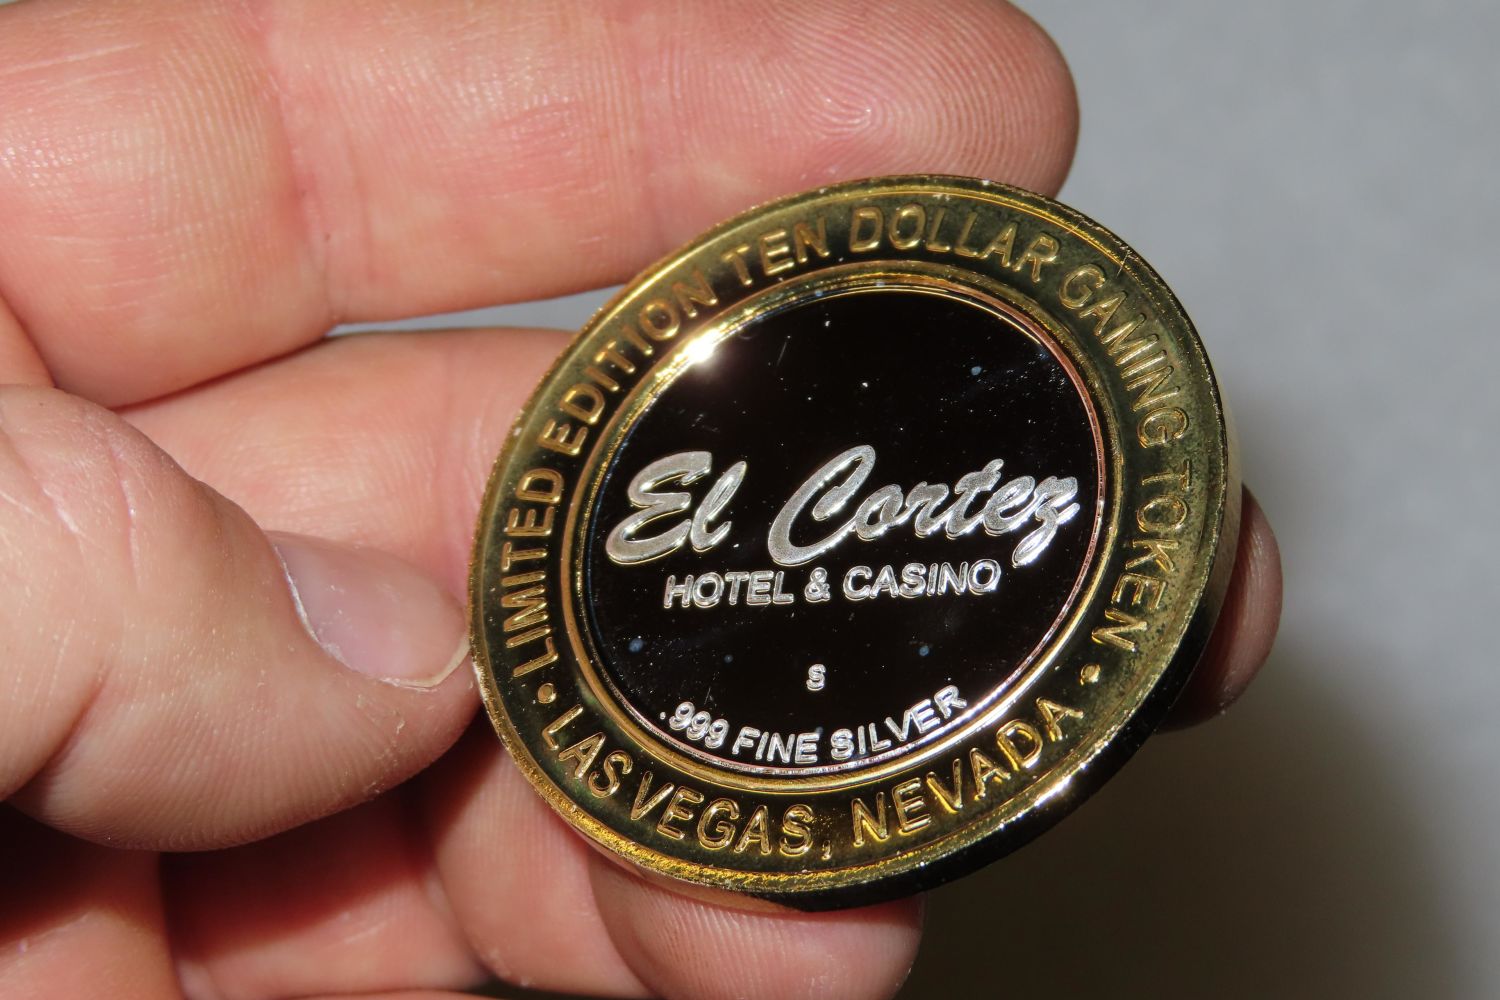 • LIMITED EDITION TEN DOLLAR GAMING TOKEN •
El Cortez
HOTEL & CASINO
S
.999 FINE SILVER
LAS VEGAS, NEVADA